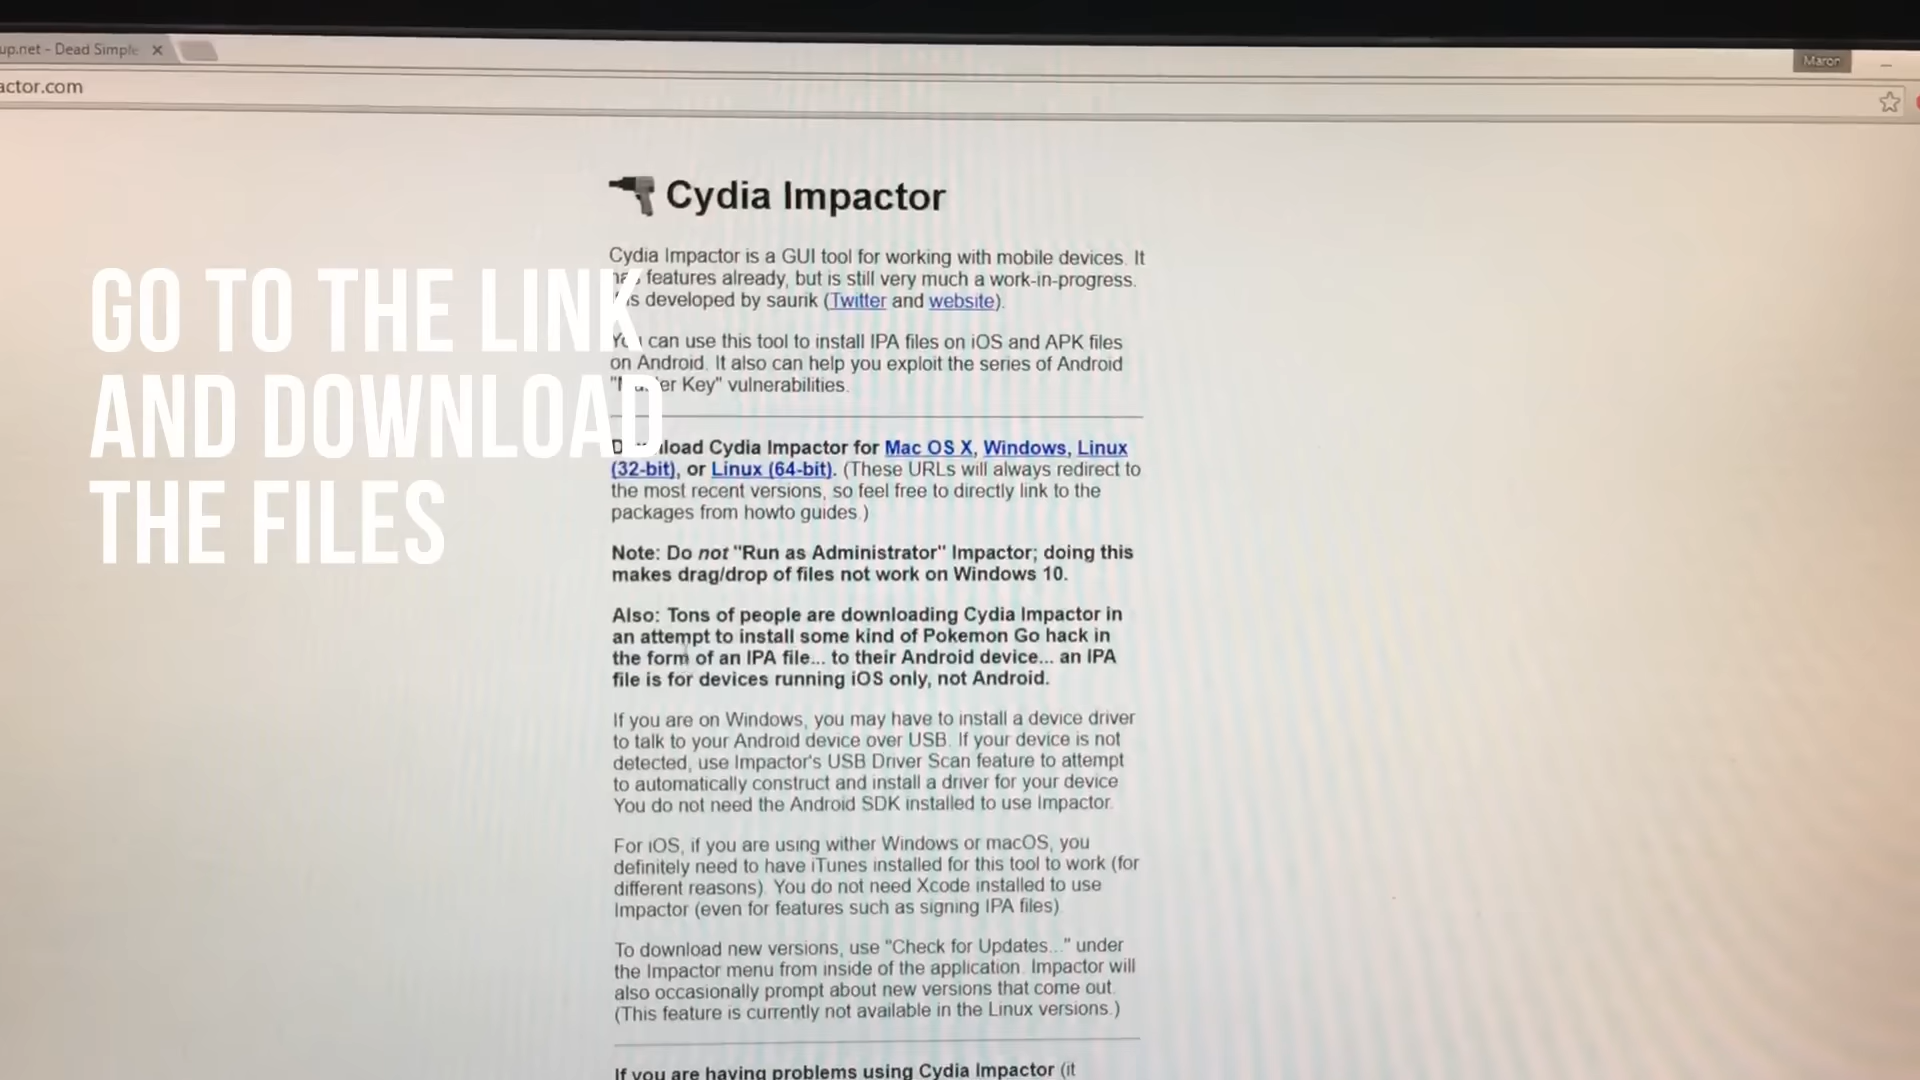 up.net - Dead Simple
Maron
actor.com
Cydia Impactor
Cydia Impactor is a GUI tool for working with mobile devices. It
features already, but is still very much a work-in-progress.
is developed by saurik (Twitter and website).
You can use this tool to install IPA files on iOS and APK files
on Android. It also can help you exploit the series of Android
"Master Key" vulnerabilities.
GO TO THE LINK
AND DOWNLOAD
THE FILES
Download Cydia Impactor for Mac OS X, Windows, Linux
(32-bit), or Linux (64-bit). (These URLs will always redirect to
the most recent versions, so feel free to directly link to the
packages from howto guides.)
Note: Do not "Run as Administrator" Impactor; doing this
makes drag/drop of files not work on Windows 10.
Also: Tons of people are downloading Cydia Impactor in
an attempt to install some kind of Pokemon Go hack in
the form of an IPA file... to their Android device... an IPA
file is for devices running iOS only, not Android.
If you are on Windows, you may have to install a device driver
to talk to your Android device over USB. If your device is not
detected, use Impactor's USB Driver Scan feature to attempt
to automatically construct and install a driver for your device
You do not need the Android SDK installed to use Impactor.
For iOS, if you are using wither Windows or macOS, you
definitely need to have iTunes installed for this tool to work (for
different reasons). You do not need Xcode installed to use
Impactor (even for features such as signing IPA files)
To download new versions, use "Check for Updates..." under
the Impactor menu from inside of the application. Impactor will
also occasionally prompt about new versions that come out.
(This feature is currently not available in the Linux versions.)
If you are having problems using Cydia Impactor (it